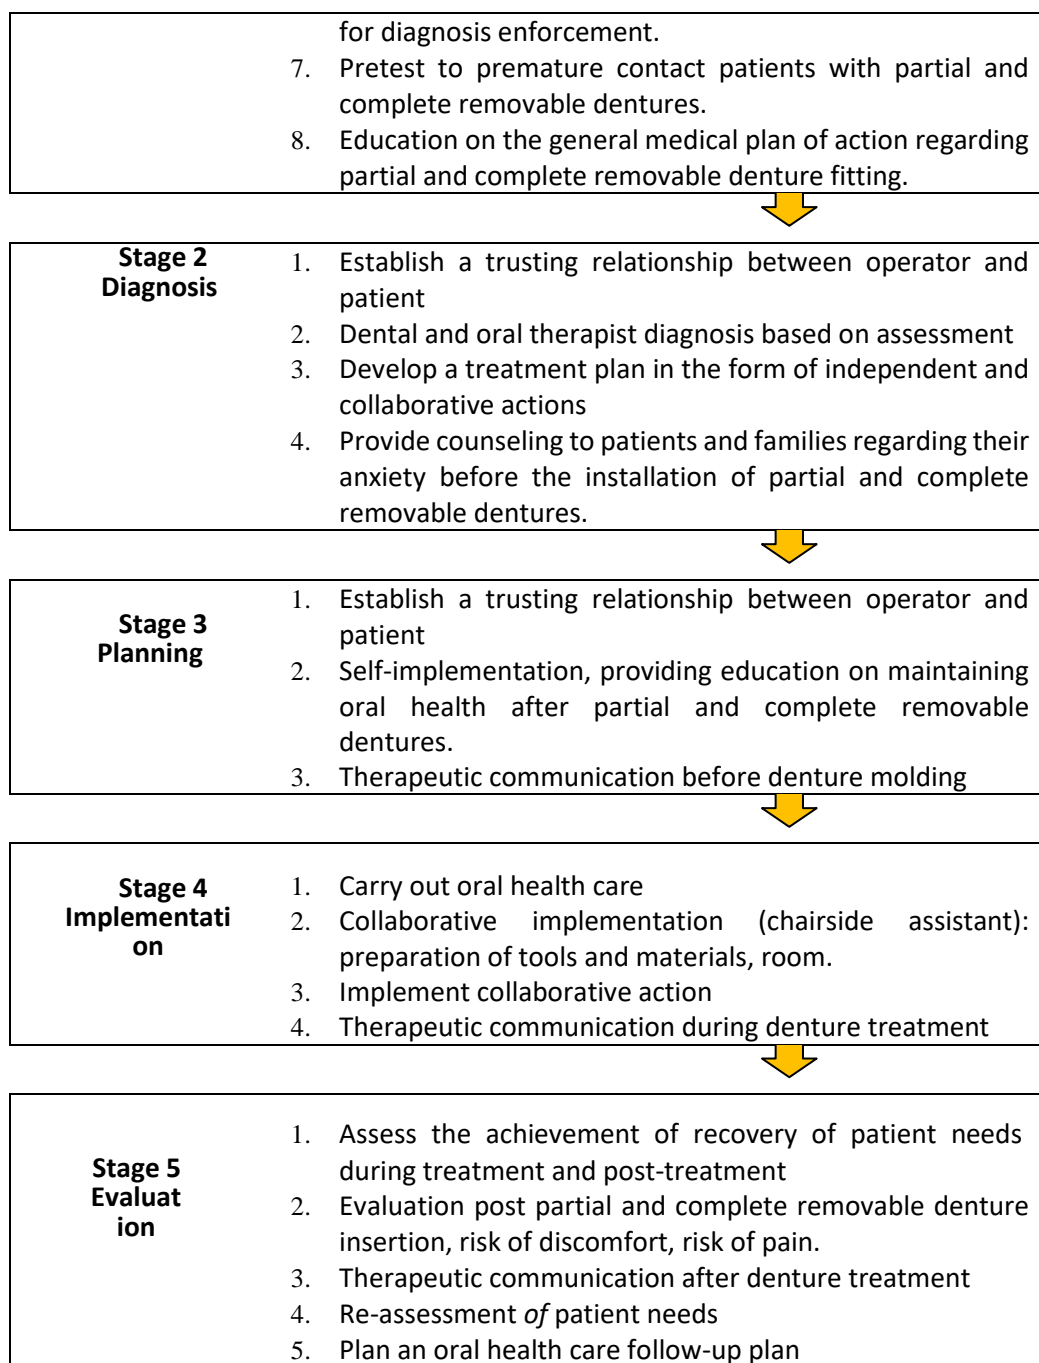 for diagnosis enforcement.
7. Pretest to premature contact patients with partial and
complete removable dentures.
8. Education on the general medical plan of action regarding
partial and complete removable denture fitting.
Stage 2
Diagnosis
1. Establish a trusting relationship between operator and
patient
2. Dental and oral therapist diagnosis based on assessment
3. Develop a treatment plan in the form of independent and
collaborative actions
4. Provide counseling to patients and families regarding their
anxiety before the installation of partial and complete
removable dentures.
Stage 3
Planning
1. Establish a trusting relationship between operator and
patient
2. Self-implementation, providing education on maintaining
oral health after partial and complete removable
dentures.
3. Therapeutic communication before denture molding
Stage 4
Implementati
on
1. Carry out oral health care
2. Collaborative implementation (chairside assistant):
preparation of tools and materials, room.
3. Implement collaborative action
4. Therapeutic communication during denture treatment
Stage 5
Evaluat
ion
1. Assess the achievement of recovery of patient needs
during treatment and post-treatment
2. Evaluation post partial and complete removable denture
insertion, risk of discomfort, risk of pain.
3. Therapeutic communication after denture treatment
4. Re-assessment of patient needs
5. Plan an oral health care follow-up plan